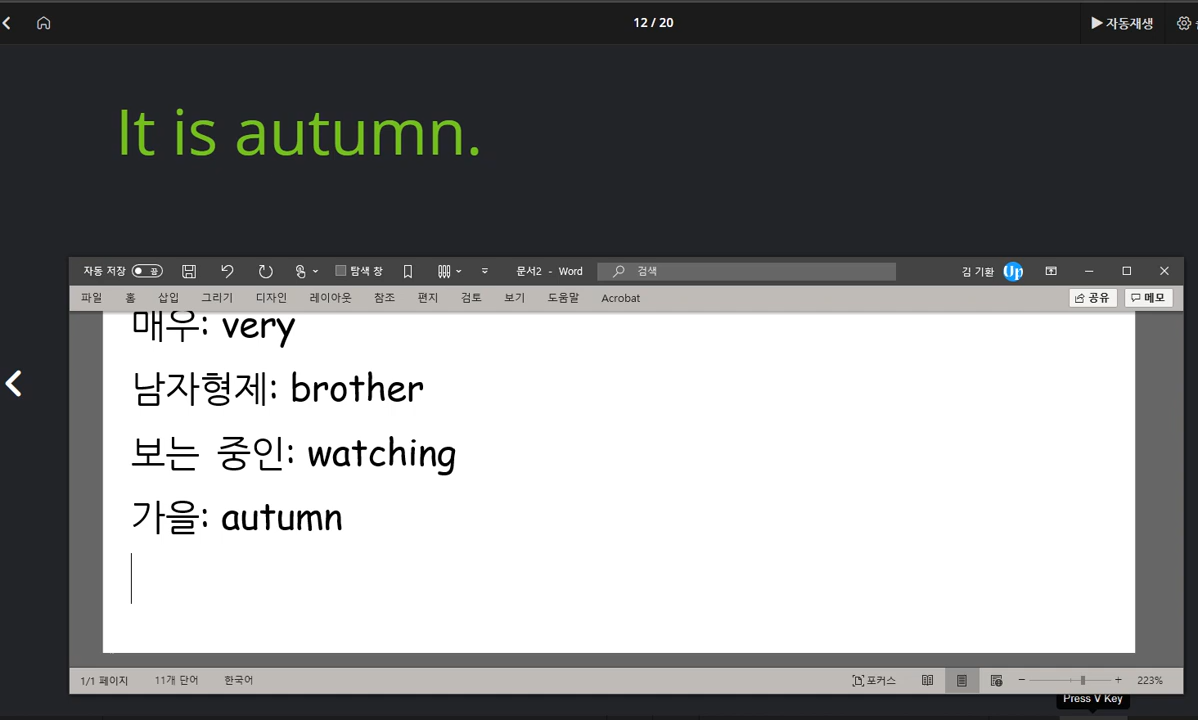 12 / 20
자동재생
It is autumn.
자동 저장 끔
탐색 창
문서2 - Word
검색
김 기환
Up
파일 홈 삽입 그리기 디자인 레이아웃 참조 편지 검토 보기 도움말 Acrobat
공유 메모
매우: very
남자형제: brother
보는 중인: watching
가을: autumn
1/1 페이지 11개 단어 한국어
포커스
223%
Press V Key